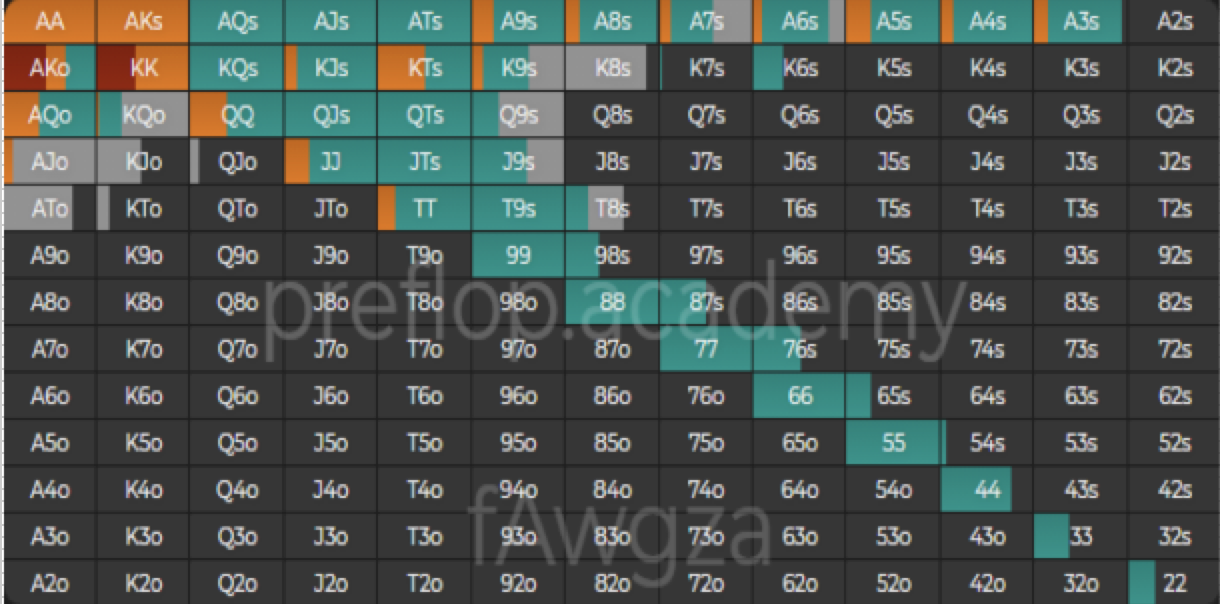 AA AKs AQs AJs ATs A9s A8s A7s A6s A5s A4s A3s A2s
AKo KK KQs KJs KTs K9s K8s K7s K6s K5s K4s K3s K2s
AQo KQo QQ QJs QTs Q9s Q8s Q7s Q6s Q5s Q4s Q3s Q2s
AJo KJo QJo JJ JTs J9s J8s J7s J6s J5s J4s J3s J2s
ATo KTo QTo JTo TT T9s T8s T7s T6s T5s T4s T3s T2s
A9o K9o Q9o J9o T9o 99 98s 97s 96s 95s 94s 93s 92s
A8o K8o Q8o J8o T8o 98o 88 87s 86s 85s 84s 83s 82s
preflop.academy
A7o K7o Q7o J7o T7o 97o 87o 77 76s 75s 74s 73s 72s
A6o K6o Q6o J6o T6o 96o 86o 76o 66 65s 64s 63s 62s
A5o K5o Q5o J5o T5o 95o 85o 75o 65o 55 54s 53s 52s
A4o K4o Q4o J4o T4o 94o 84o 74o 64o 54o 44 43s 42s
fAwgza
A3o K3o Q3o J3o T3o 93o 83o 73o 63o 53o 43o 33 32s
A2o K2o Q2o J2o T2o 92o 82o 72o 62o 52o 42o 32o 22